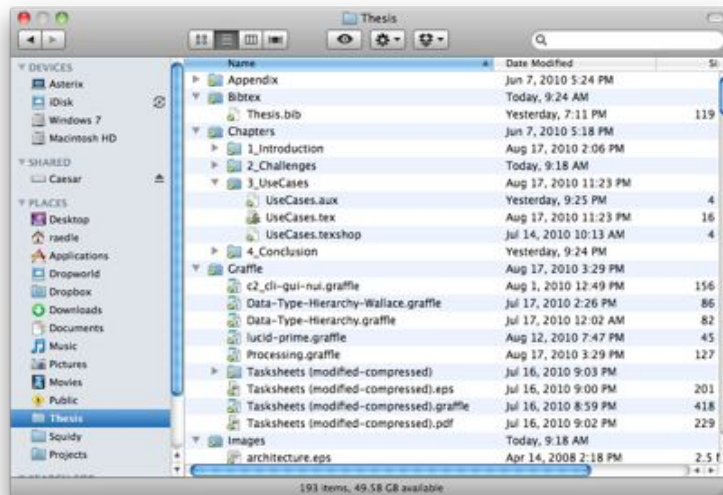 Thesis
Name Date Modified Si
▼ DEVICES
Asterix
iDisk
Windows 7
Macintosh HD
▼ SHARED
Caesar
▼ PLACES
Desktop
raedle
Applications
Dropworld
Dropbox
Downloads
Documents
Music
Pictures
Movies
Public
Thesis
Squidy
Projects
Appendix Jun 7, 2010 5:24 PM
Bibtex Today, 9:24 AM
Thesis.bib Yesterday, 7:11 PM 119
Chapters Jun 7, 2010 5:18 PM
1_Introduction Aug 17, 2010 2:06 PM
2_Challenges Today, 9:18 AM
3_UseCases Aug 17, 2010 11:23 PM
UseCases.aux Yesterday, 9:25 PM 4
UseCases.tex Aug 17, 2010 11:23 PM 16
UseCases.texshop Jul 14, 2010 10:13 AM 4
4_Conclusion Yesterday, 9:24 PM
Graffle Aug 17, 2010 3:29 PM
c2_cli-gui-nui.graffle Aug 1, 2010 12:49 PM 156
Data-Type-Hierarchy-Wallace.graffle Jul 17, 2010 2:26 PM 86
Data-Type-Hierarchy.graffle Jul 17, 2010 12:02 AM 82
lucid-prime.graffle Aug 12, 2010 7:47 PM 45
Processing.graffle Aug 17, 2010 3:29 PM 127
Tasksheets (modified-compressed) Jul 16, 2010 9:03 PM
Tasksheets (modified-compressed).eps Jul 16, 2010 9:00 PM 201
Tasksheets (modified-compressed).graffle Jul 16, 2010 8:59 PM 418
Tasksheets (modified-compressed).pdf Jul 16, 2010 9:02 PM 229
Images Today, 9:18 AM
architecture.eps Apr 14, 2008 2:18 PM 2.5
193 items, 49.58 GB available